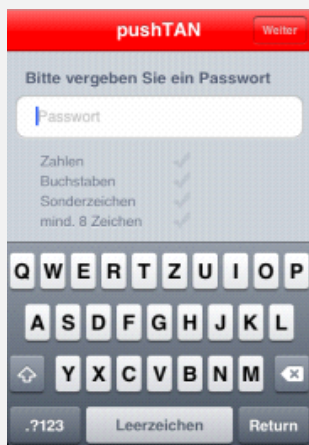 pushTAN Weiter
Bitte vergeben Sie ein Passwort
Passwort
Zahlen
Buchstaben
Sonderzeichen
mind. 8 Zeichen
Q W E R T Z U I O P
A S D F G H J K L
Y X C V B N M
.?123 Leerzeichen Return